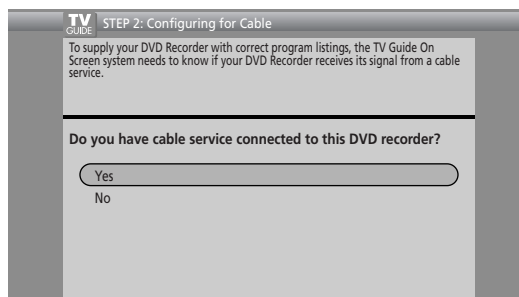 TV
GUIDE
STEP 2: Configuring for Cable
To supply your DVD Recorder with correct program listings, the TV Guide On
Screen system needs to know if your DVD Recorder receives its signal from a cable
service.
Do you have cable service connected to this DVD recorder?
Yes
No